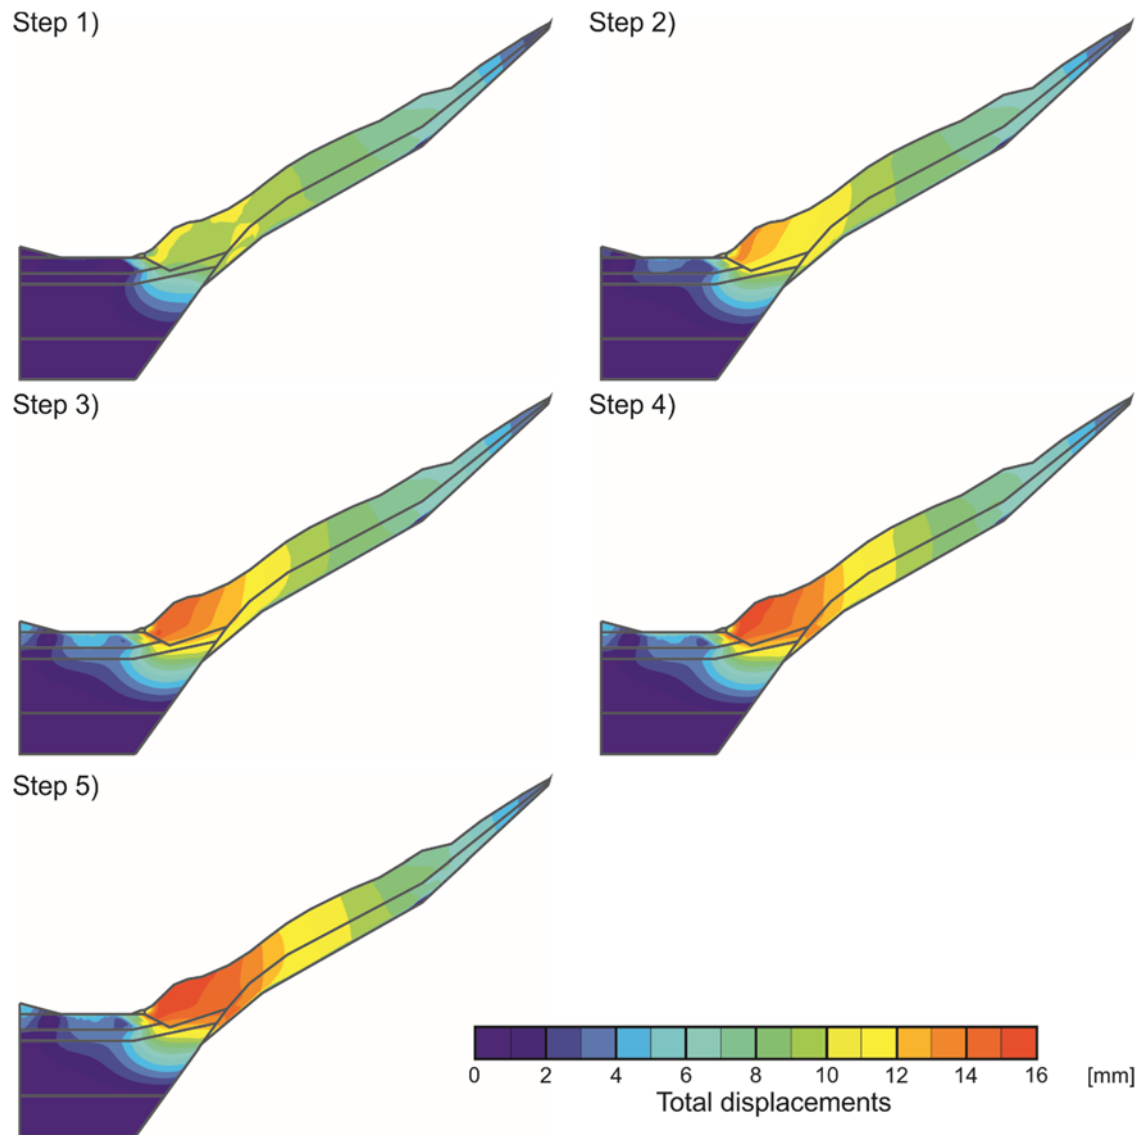 Step 1)
Step 2)
Step 3)
Step 4)
Step 5)
0 2 4 6 8 10 12 14 16 [mm]
Total displacements